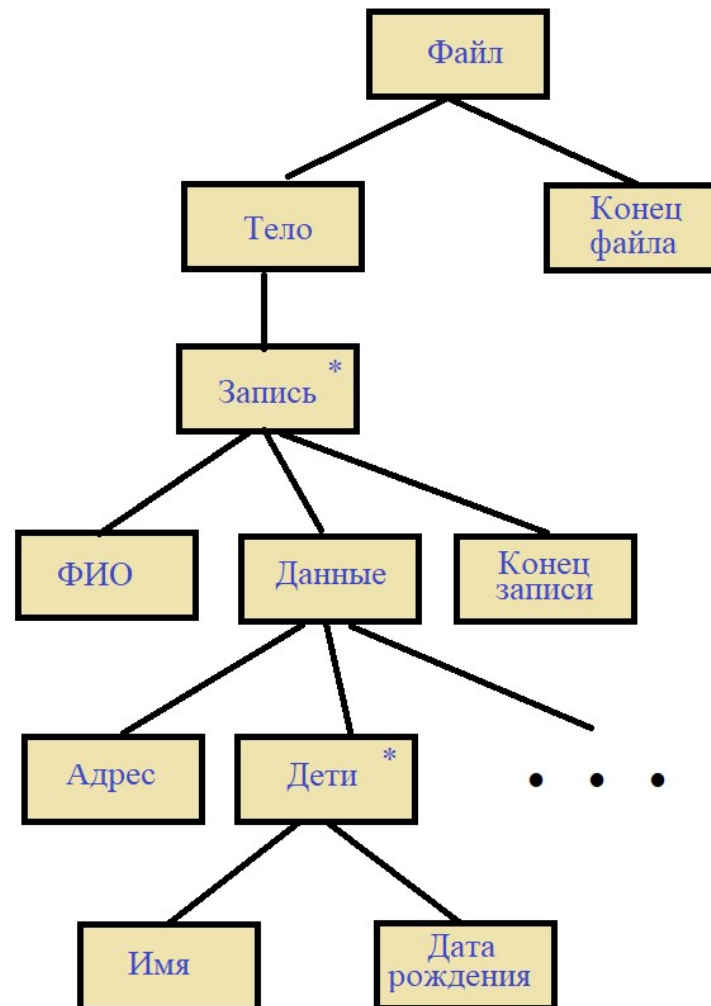 Файл
Тело
Конец
файла
Запись *
ФИО
Данные
Конец
записи
Адрес
Дети *
• • •
Имя
Дата
рождения